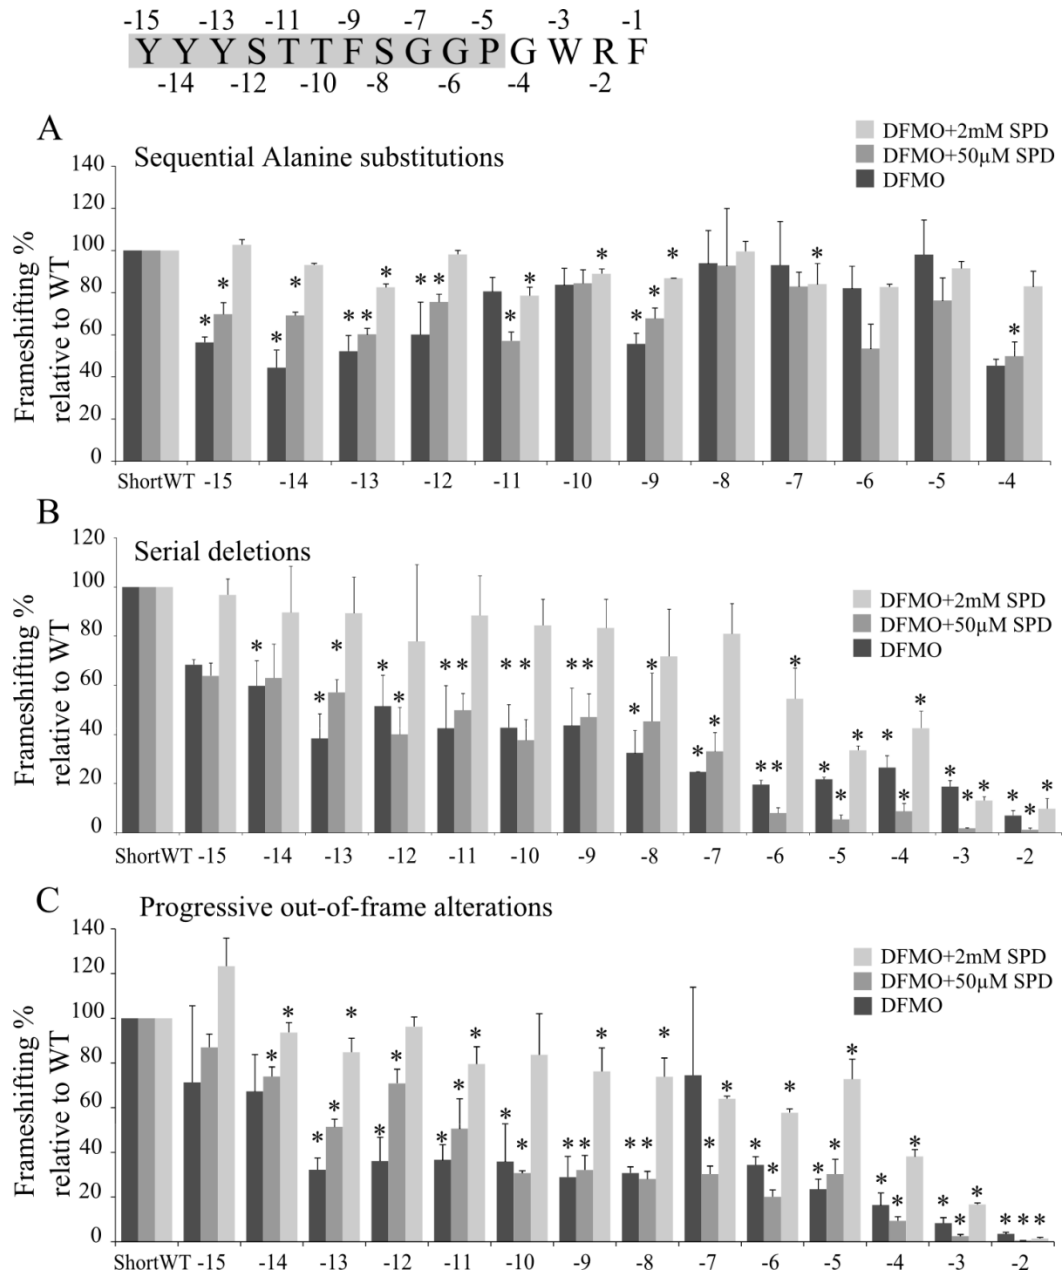 -15 -13 -11 -9 -7 -5 -3 -1
Y Y Y S T T F S G G P G W R F
-14 -12 -10 -8 -6 -4 -2
A
Sequential Alanine substitutions
DFMO+2mM SPD
DFMO+50µM SPD
DFMO
Frameshifting %
relative to WT
140
120
100
80
60
40
20
0
* * * * * * * * * * * * * * * * *
ShortWT -15 -14 -13 -12 -11 -10 -9 -8 -7 -6 -5 -4
B
Serial deletions
DFMO+2mM SPD
DFMO+50µM SPD
DFMO
Frameshifting %
relative to WT
120
100
80
60
40
20
0
* * * * * * * * * * * * * * * * * * * * * * * * * * * * * *
ShortWT -15 -14 -13 -12 -11 -10 -9 -8 -7 -6 -5 -4 -3 -2
C
Progressive out-of-frame alterations
DFMO+2mM SPD
DFMO+50µM SPD
DFMO
Frameshifting %
relative to WT
140
120
100
80
60
40
20
0
* * * * * * * * * * * * * * * * * * * * * * * * * * * * * * * * * *
ShortWT -15 -14 -13 -12 -11 -10 -9 -8 -7 -6 -5 -4 -3 -2